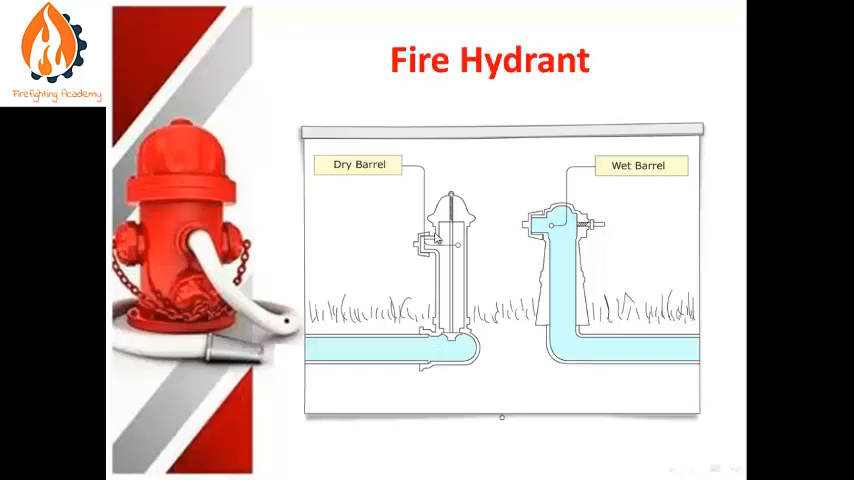 Fire Hydrant
Firefighting Academy
Dry Barrel
Wet Barrel